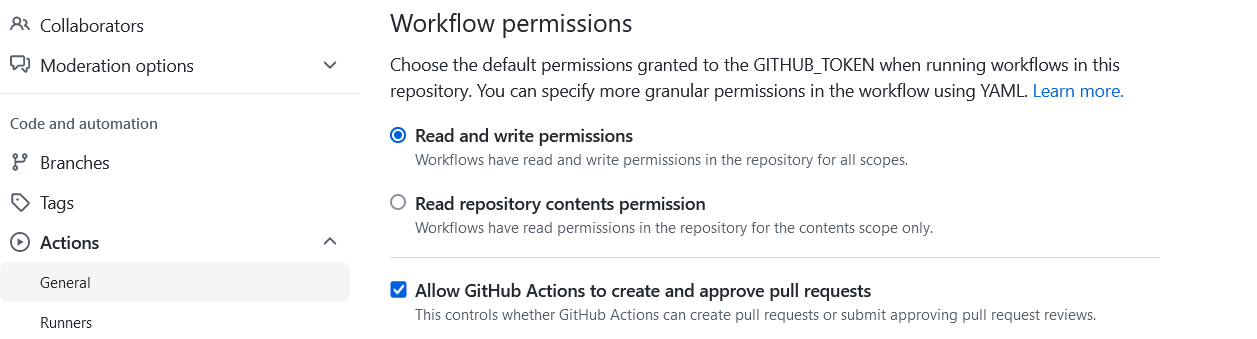 Collaborators
Moderation options
Code and automation
Branches
Tags
Actions
General
Runners
Workflow permissions
Choose the default permissions granted to the GITHUB_TOKEN when running workflows in this
repository. You can specify more granular permissions in the workflow using YAML. Learn more.
Read and write permissions
Workflows have read and write permissions in the repository for all scopes.
Read repository contents permission
Workflows have read permissions in the repository for the contents scope only.
Allow GitHub Actions to create and approve pull requests
This controls whether GitHub Actions can create pull requests or submit approving pull request reviews.